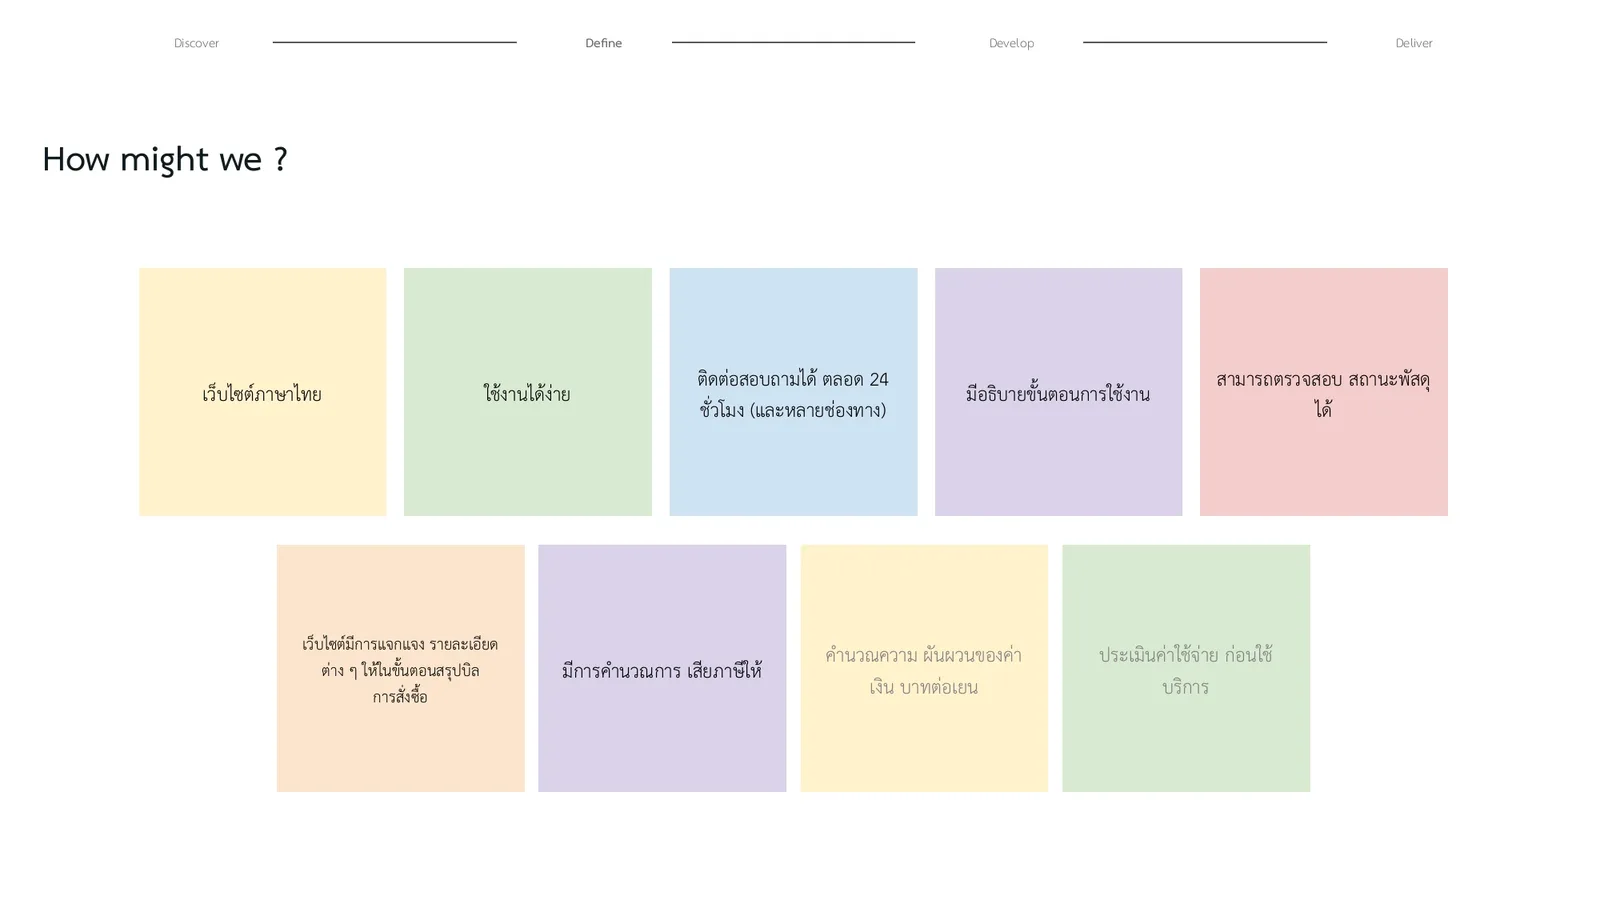 Discover
Define
Develop
Deliver
How might we ?
เว็บไซต์ภาษาไทย
ใช้งานได้ง่าย
ติดต่อสอบถามได้ ตลอด 24
ชั่วโมง (และหลายช่องทาง)
มีอธิบายขั้นตอนการใช้งาน
สามารถตรวจสอบ สถานะพัสดุ
ได้
เว็บไซต์มีการแจกแจง รายละเอียด
ต่าง ๆ ให้ในขั้นตอนสรุปบิล
การสั่งซื้อ
มีการคำนวณการ เสียภาษีให้
คำนวณความ ผันผวนของค่า
เงิน บาทต่อเยน
ประเมินค่าใช้จ่าย ก่อนใช้
บริการ